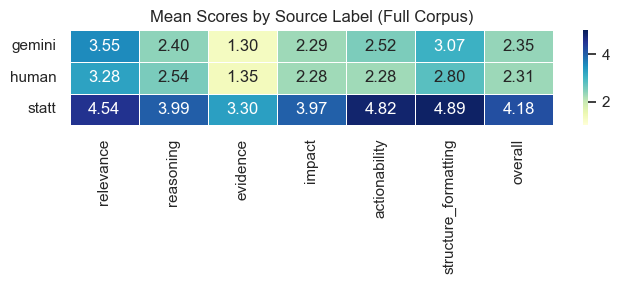 Mean Scores by Source Label (Full Corpus)
gemini 3.55 2.40 1.30 2.29 2.52 3.07 2.35
human 3.28 2.54 1.35 2.28 2.28 2.80 2.31
statt 4.54 3.99 3.30 3.97 4.82 4.89 4.18
relevance
reasoning
evidence
impact
actionability
structure_formatting
overall
4
2